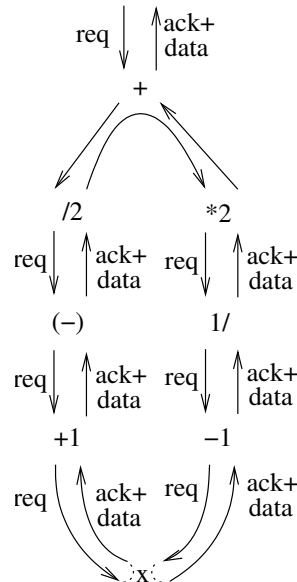 req ack+
data
+
/2 *2
req ack+ req ack+
data data
(−) 1/
req ack+ req ack+
data data
+1 −1
req ack+ req ack+
data data
x